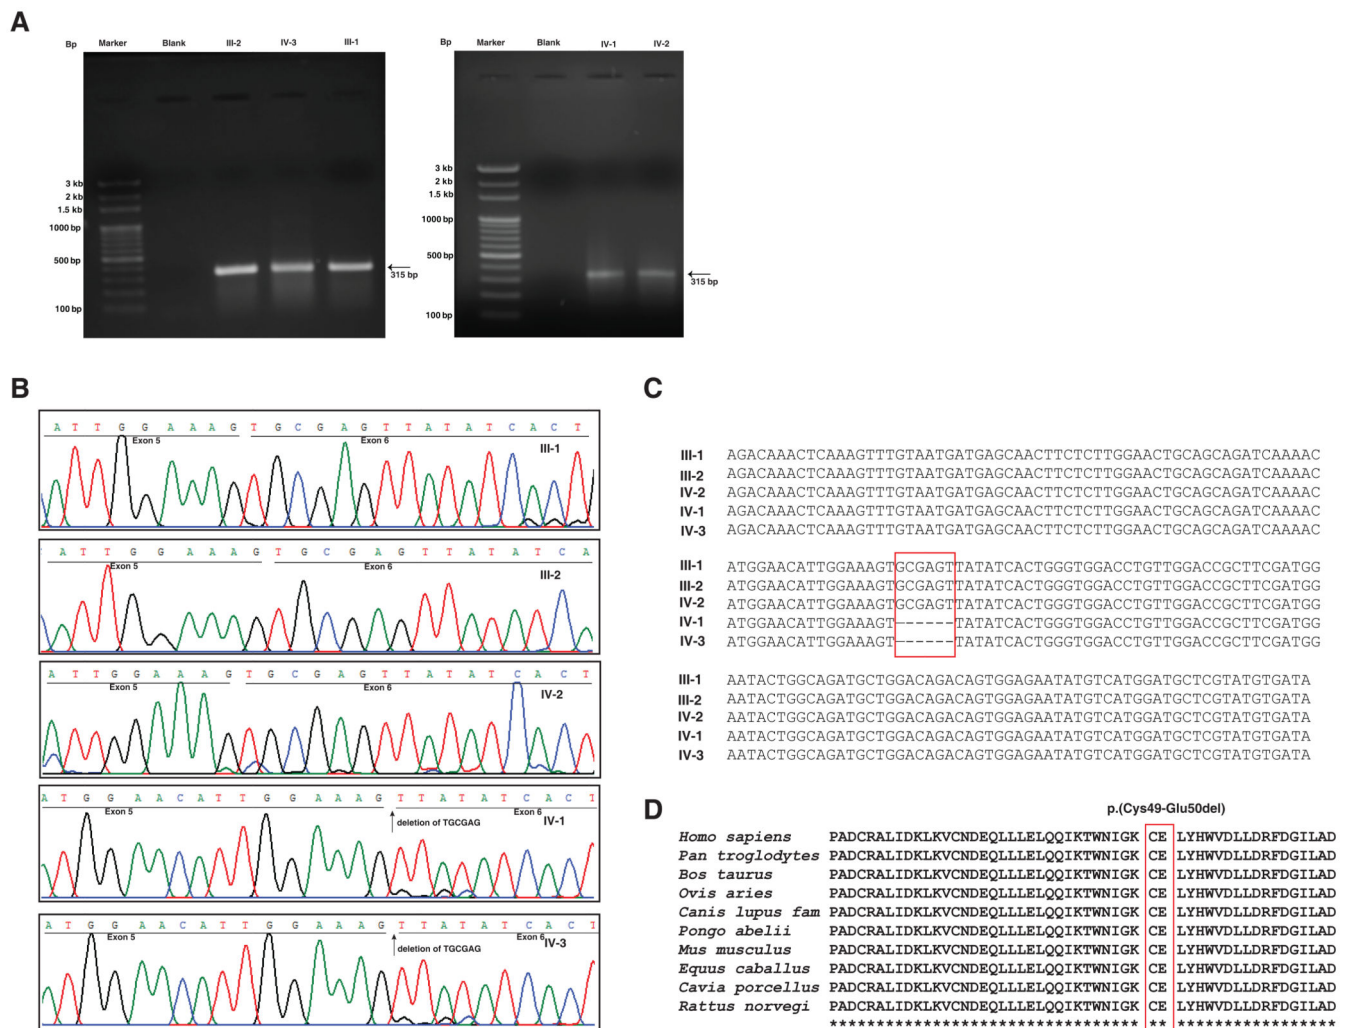 A
Bp Marker Blank III-2 IV-3 III-1
3 kb
2 kb
1.5 kb
1000 bp
500 bp
100 bp
315 bp
Bp Marker Blank IV-1 IV-2
3 kb
2 kb
1.5 kb
1000 bp
500 bp
100 bp
315 bp
B
A T T G G A A A G T G C G A G T T A T A T C A C T
Exon 5 Exon 6
III-1
A T T G G A A A G T G C G A G T T A T A T C A
Exon 5 Exon 6
III-2
A T T G G A A A G T G C G A G T T A T A T C A C T
Exon 5 Exon 6
IV-2
A T G G A A C A T T G G A A A G T T A T A T C A C T
Exon 5 Exon 6
deletion of TGCGAG
IV-1
A T G G A A C A T T G G A A A G T T A T A T C A C T
Exon 5 Exon 6
IV-3
deletion of TGCGAG
C
III-1 AGACAAACTCAAAGTTTGTAATGATGAGCAACTTCTCTTGGAACTGCAGCAGATCAAAAC
III-2 AGACAAACTCAAAGTTTGTAATGATGAGCAACTTCTCTTGGAACTGCAGCAGATCAAAAC
IV-2 AGACAAACTCAAAGTTTGTAATGATGAGCAACTTCTCTTGGAACTGCAGCAGATCAAAAC
IV-1 AGACAAACTCAAAGTTTGTAATGATGAGCAACTTCTCTTGGAACTGCAGCAGATCAAAAC
IV-3 AGACAAACTCAAAGTTTGTAATGATGAGCAACTTCTCTTGGAACTGCAGCAGATCAAAAC
III-1 ATGGAACATTGGAAAGTGCGAGTTATATCACTGGGTGGACCTGTTGGACCGCTTCGATGG
III-2 ATGGAACATTGGAAAGTGCGAGTTATATCACTGGGTGGACCTGTTGGACCGCTTCGATGG
IV-2 ATGGAACATTGGAAAGTGCGAGTTATATCACTGGGTGGACCTGTTGGACCGCTTCGATGG
IV-1 ATGGAACATTGGAAAGT------TATATCACTGGGTGGACCTGTTGGACCGCTTCGATGG
IV-3 ATGGAACATTGGAAAGT------TATATCACTGGGTGGACCTGTTGGACCGCTTCGATGG
III-1 AATACTGGCAGATGCTGGACAGACAGTGGAGAATATGTCATGGATGCTCGTATGTGATA
III-2 AATACTGGCAGATGCTGGACAGACAGTGGAGAATATGTCATGGATGCTCGTATGTGATA
IV-2 AATACTGGCAGATGCTGGACAGACAGTGGAGAATATGTCATGGATGCTCGTATGTGATA
IV-1 AATACTGGCAGATGCTGGACAGACAGTGGAGAATATGTCATGGATGCTCGTATGTGATA
IV-3 AATACTGGCAGATGCTGGACAGACAGTGGAGAATATGTCATGGATGCTCGTATGTGATA
D
p.(Cys49-Glu50del)
Homo sapiens PADCRALIDKLKVCNDEQLLLELQQIKTWNIGK CE LYHWVDLLDRFDGILAD
Pan troglodytes PADCRALIDKLKVCNDEQLLLELQQIKTWNIGK CE LYHWVDLLDRFDGILAD
Bos taurus PADCRALIDKLKVCNDEQLLLELQQIKTWNIGK CE LYHWVDLLDRFDGILAD
Ovis aries PADCRALIDKLKVCNDEQLLLELQQIKTWNIGK CE LYHWVDLLDRFDGILAD
Canis lupus fam PADCRALIDKLKVCNDEQLLLELQQIKTWNIGK CE LYHWVDLLDRFDGILAD
Pongo abelii PADCRALIDKLKVCNDEQLLLELQQIKTWNIGK CE LYHWVDLLDRFDGILAD
Mus musculus PADCRALIDKLKVCNDEQLLLELQQIKTWNIGK CE LYHWVDLLDRFDGILAD
Equus caballus PADCRALIDKLKVCNDEQLLLELQQIKTWNIGK CE LYHWVDLLDRFDGILAD
Cavia porcellus PADCRALIDKLKVCNDEQLLLELQQIKTWNIGK CE LYHWVDLLDRFDGILAD
Rattus norvegi PADCRALIDKLKVCNDEQLLLELQQIKTWNIGK CE LYHWVDLLDRFDGILAD
********************************* ** *****************